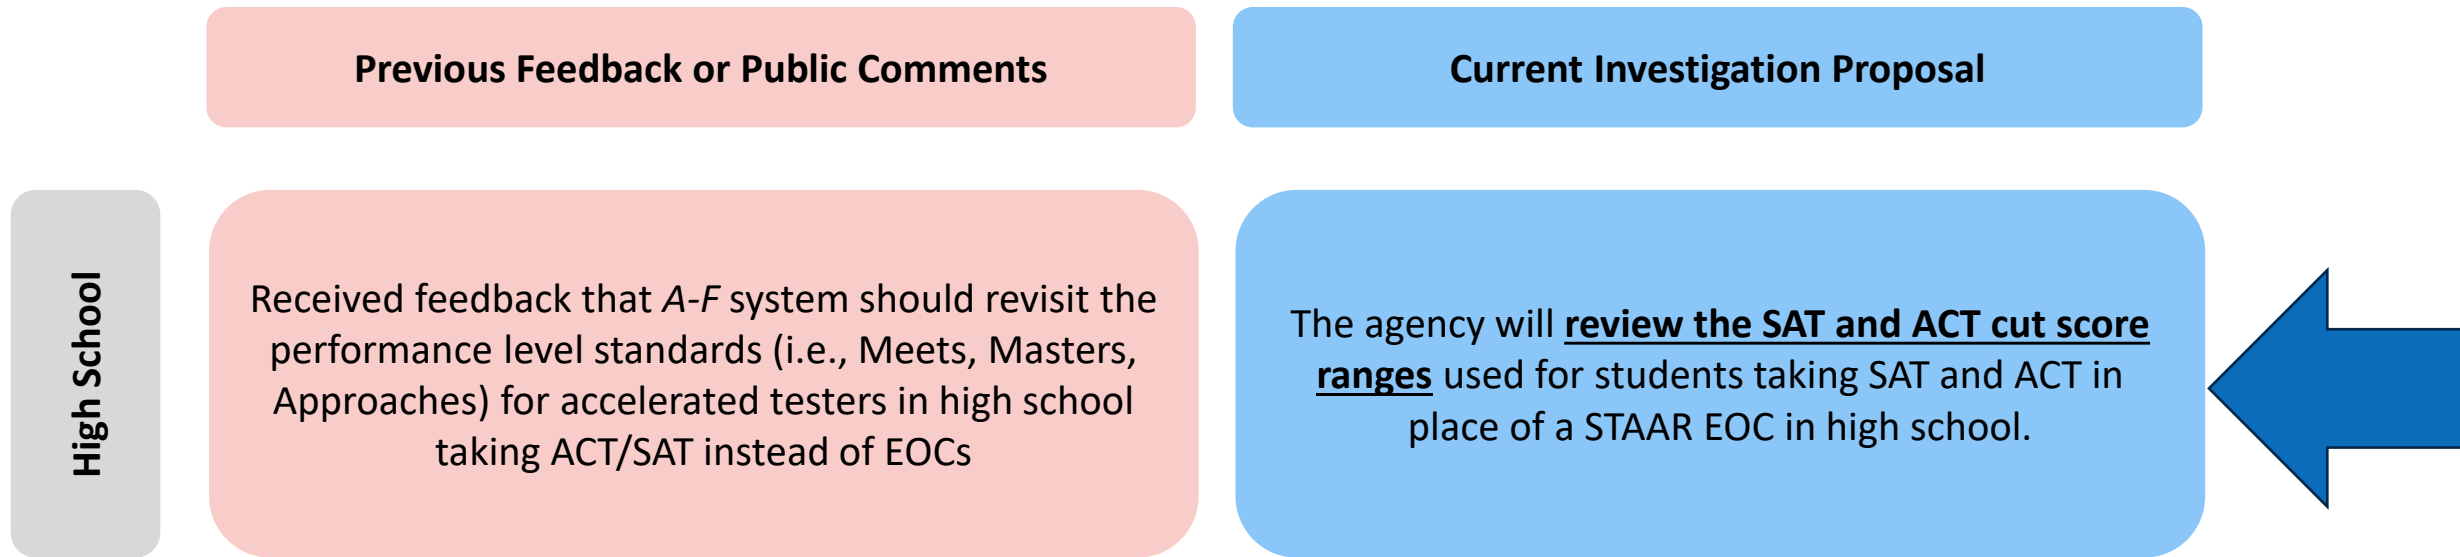 Previous Feedback or Public Comments
Current Investigation Proposal
High School
Received feedback that A-F system should revisit the
performance level standards (i.e., Meets, Masters,
Approaches) for accelerated testers in high school
taking ACT/SAT instead of EOCs
The agency will review the SAT and ACT cut score
ranges used for students taking SAT and ACT in
place of a STAAR EOC in high school.